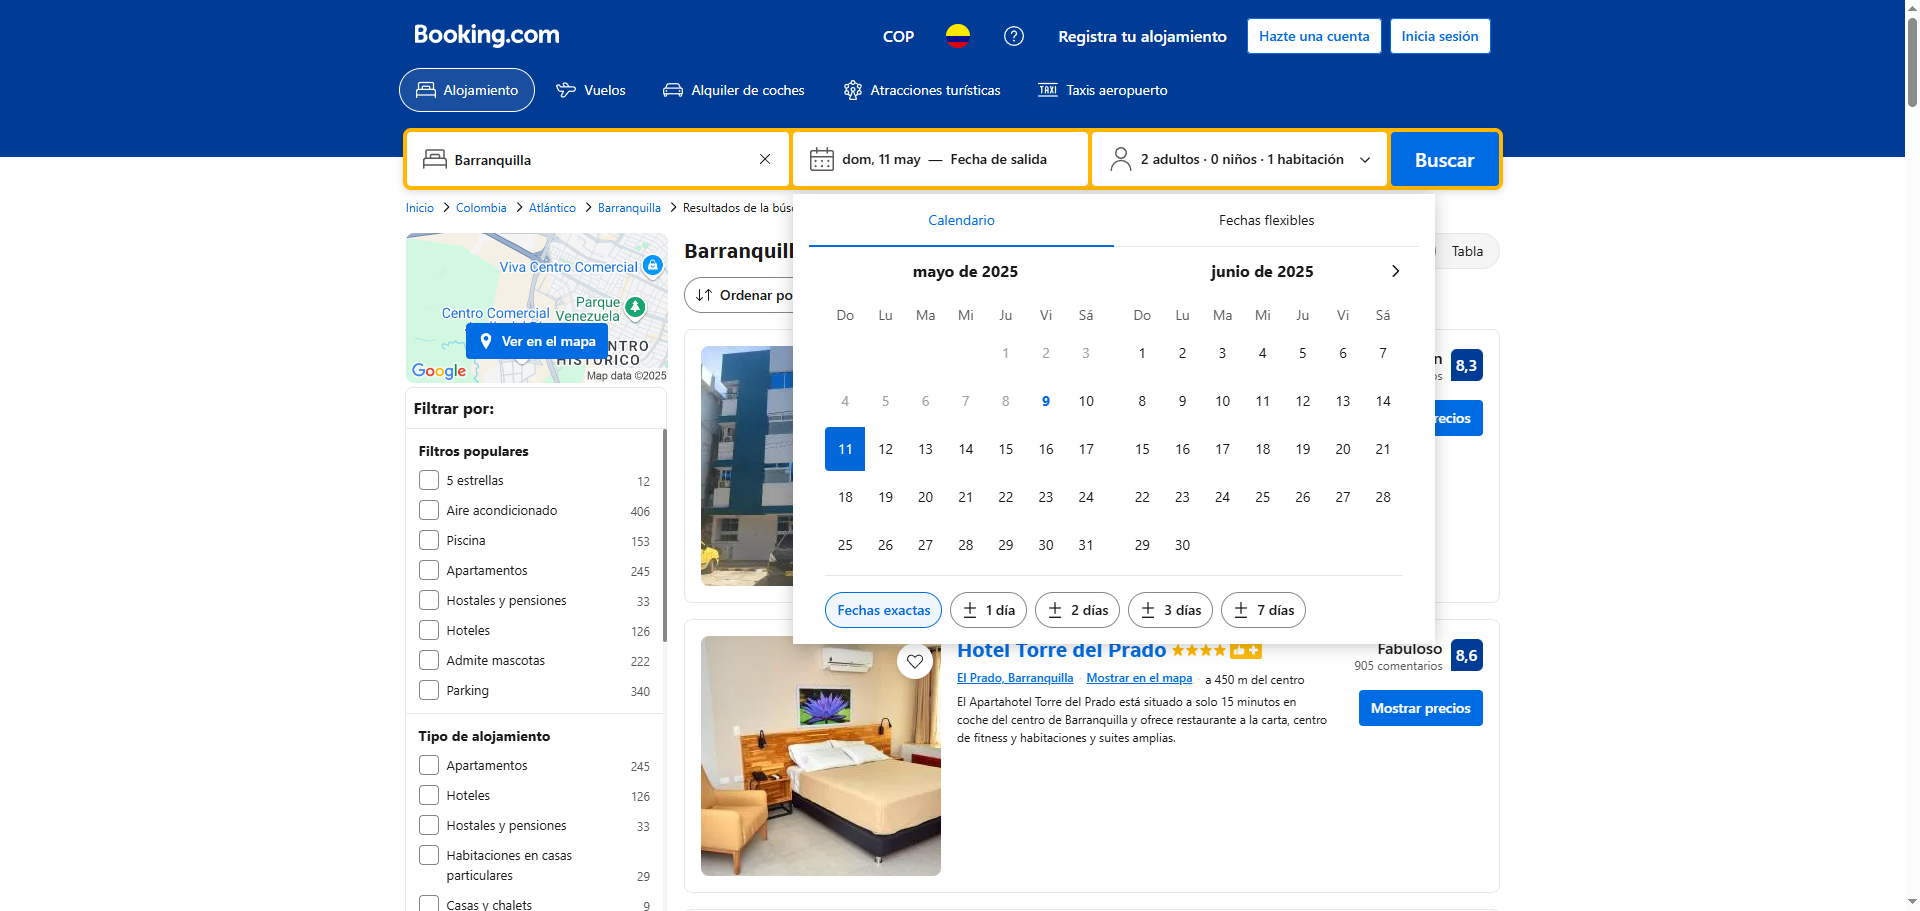 Booking.com
COP
Registra tu alojamiento
Hazte una cuenta
Inicia sesión
Alojamiento
Vuelos
Alquiler de coches
Atracciones turísticas
TAXI
Taxis aeropuerto
Barranquilla
dom, 11 may — Fecha de salida
2 adultos · 0 niños · 1 habitación
Buscar
Inicio > Colombia > Atlántico > Barranquilla > Resultados de la
Calendario
Fechas flexibles
Tabla
Viva Centro Comercial
Parque
Venezuela
Centro Comercial
Ver en el mapa
HISTÓRICO
Google
Map data ©2025
Ordenar
mayo de 2025
Do Lu Ma Mi Ju Vi Sá
1 2 3
4 5 6 7 8 9 10
11 12 13 14 15 16 17
18 19 20 21 22 23 24
25 26 27 28 29 30 31
junio de 2025
Do Lu Ma Mi Ju Vi Sá
1 2 3 4 5 6 7
8 9 10 11 12 13 14
15 16 17 18 19 20 21
22 23 24 25 26 27 28
29 30
Fechas exactas
± 1 día
± 2 días
± 3 días
± 7 días
8,3
Filtrar por:
Filtros populares
5 estrellas 12
Aire acondicionado 406
Piscina 153
Apartamentos 245
Hostales y pensiones 33
Hoteles 126
Admite mascotas 222
Parking 340
Tipo de alojamiento
Apartamentos 245
Hoteles 126
Hostales y pensiones 33
Habitaciones en casas
particulares 29
Casas y chalets 9
Hotel Torre del Prado
El Prado, Barranquilla · Mostrar en el mapa · a 450 m del centro
El Apartahotel Torre del Prado está situado a solo 15 minutos en
coche del centro de Barranquilla y ofrece restaurante a la carta, centro
de fitness y habitaciones y suites amplias.
Fabuloso
905 comentarios
8,6
Mostrar precios